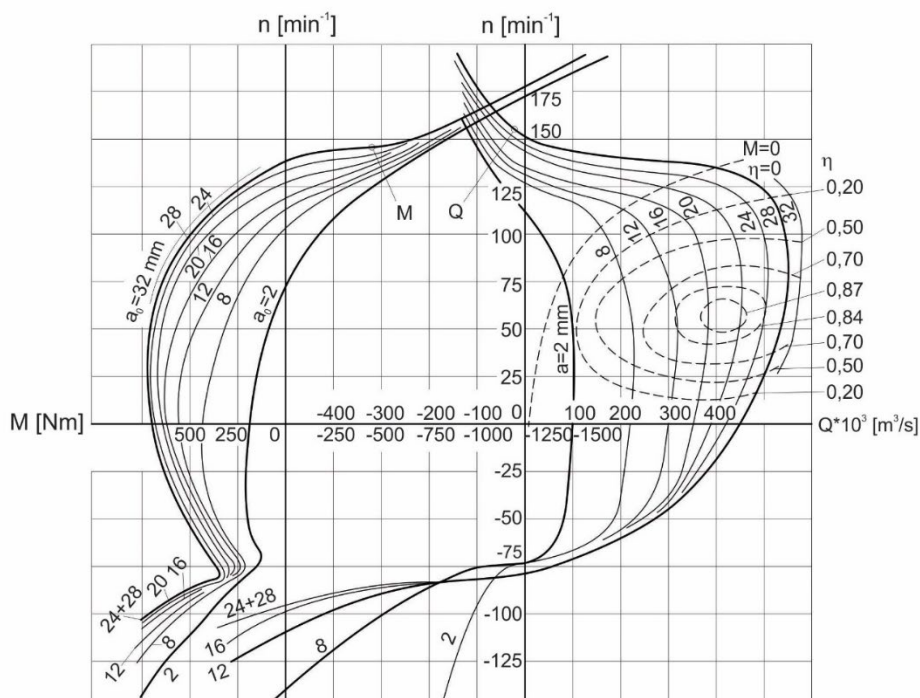 n [min⁻¹] n [min⁻¹]
175
150
M=0
η=0
η
0,20
28
24
M
Q
125
32
28
24
20
16
12
8
0,50
100
a₀=32 mm
20 16
12
8
a₀=2
0,70
75
0,87
50
a=2 mm
0,84
0,70
25
0,50
0,20
-400 -300 -200 -100 0 100 200 300 400
M [Nm] 500 250 0 -250 -500 -750 -1000 -1250 -1500 Q*10³ [m³/s]
-25
-50
-75
24+28 20 16
24+28
-100
12 8 2
16
12
8
2
-125